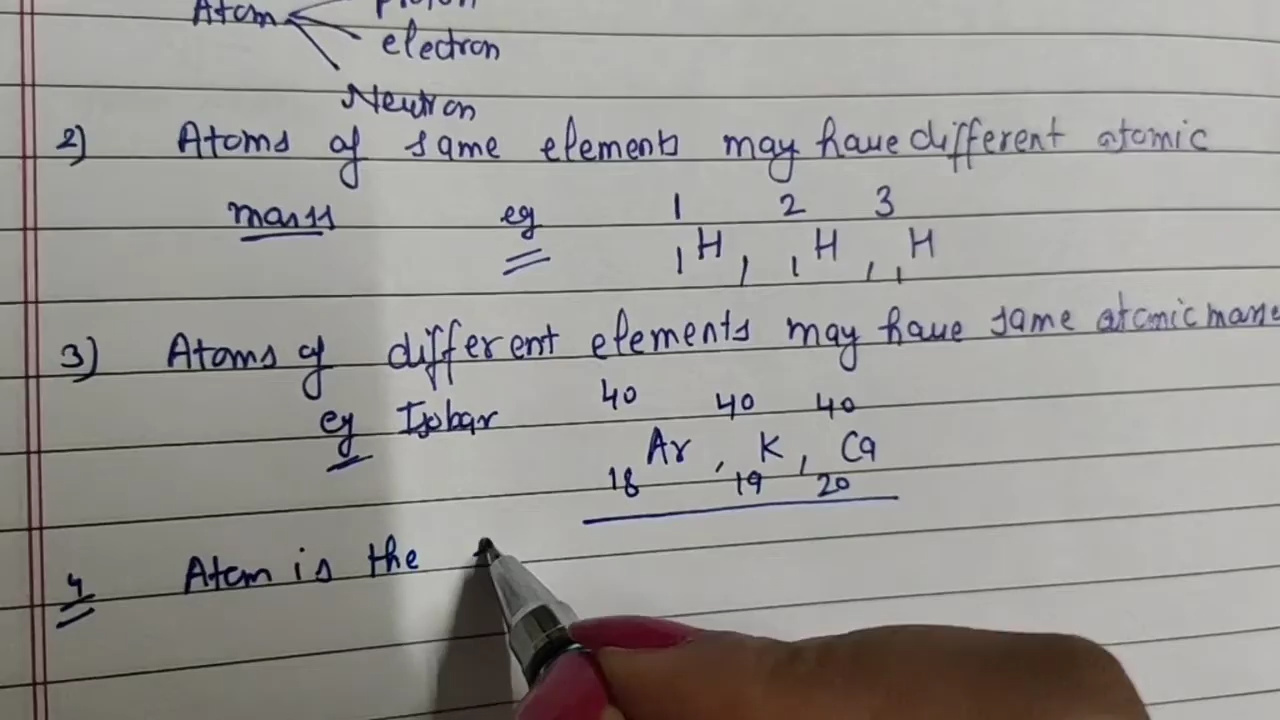 Atom proton
electron
Neutron
2) Atoms of same elements may have different atomic
mass eg 1 2 3
1H, 1H, 1H
3) Atoms of different elements may have same atomic mass
eg Isobar 40 40 40
Ar, K, Ca
18 19 20
4 Atom is the